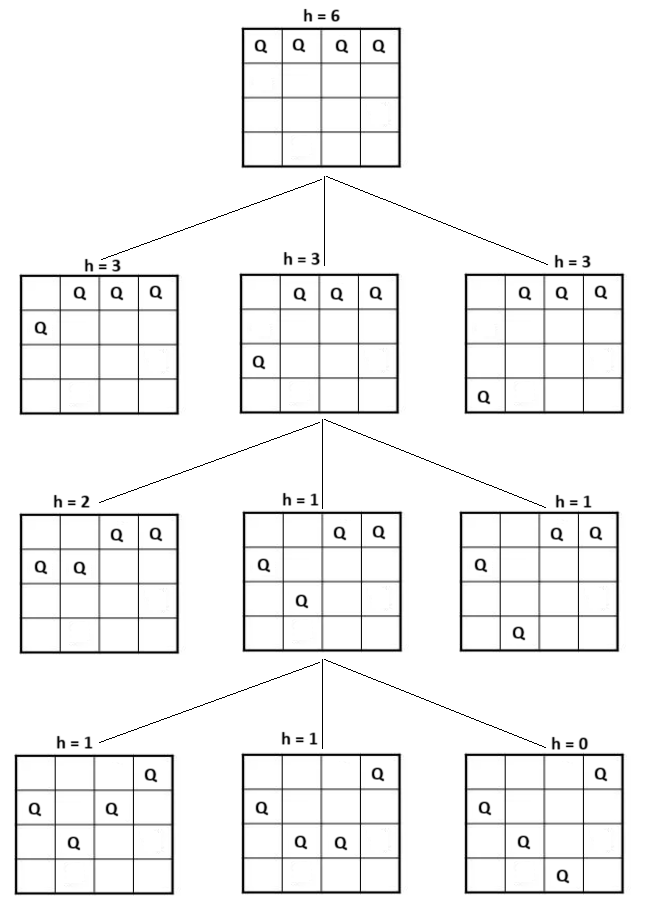 h = 6
Q Q Q Q
h = 3 h = 3 h = 3
Q Q Q Q Q Q Q Q Q
Q
Q
Q
h = 2 h = 1 h = 1
Q Q Q Q Q Q
Q Q Q Q
Q
Q
h = 1 h = 1 h = 0
Q Q Q
Q Q Q Q
Q Q Q Q
Q